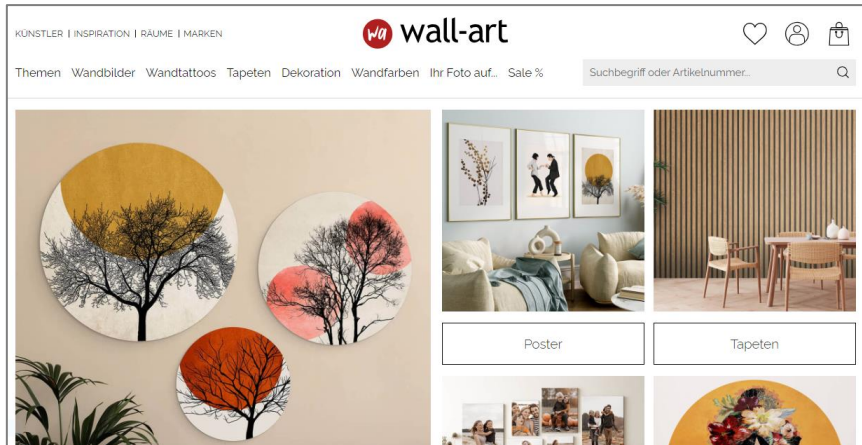 KÜNSTLER | INSPIRATION | RÄUME | MARKEN
wa wall-art
Themen Wandbilder Wandtattoos Tapeten Dekoration Wandfarben Ihr Foto auf... Sale %
Suchbegriff oder Artikelnummer...
Poster
Tapeten